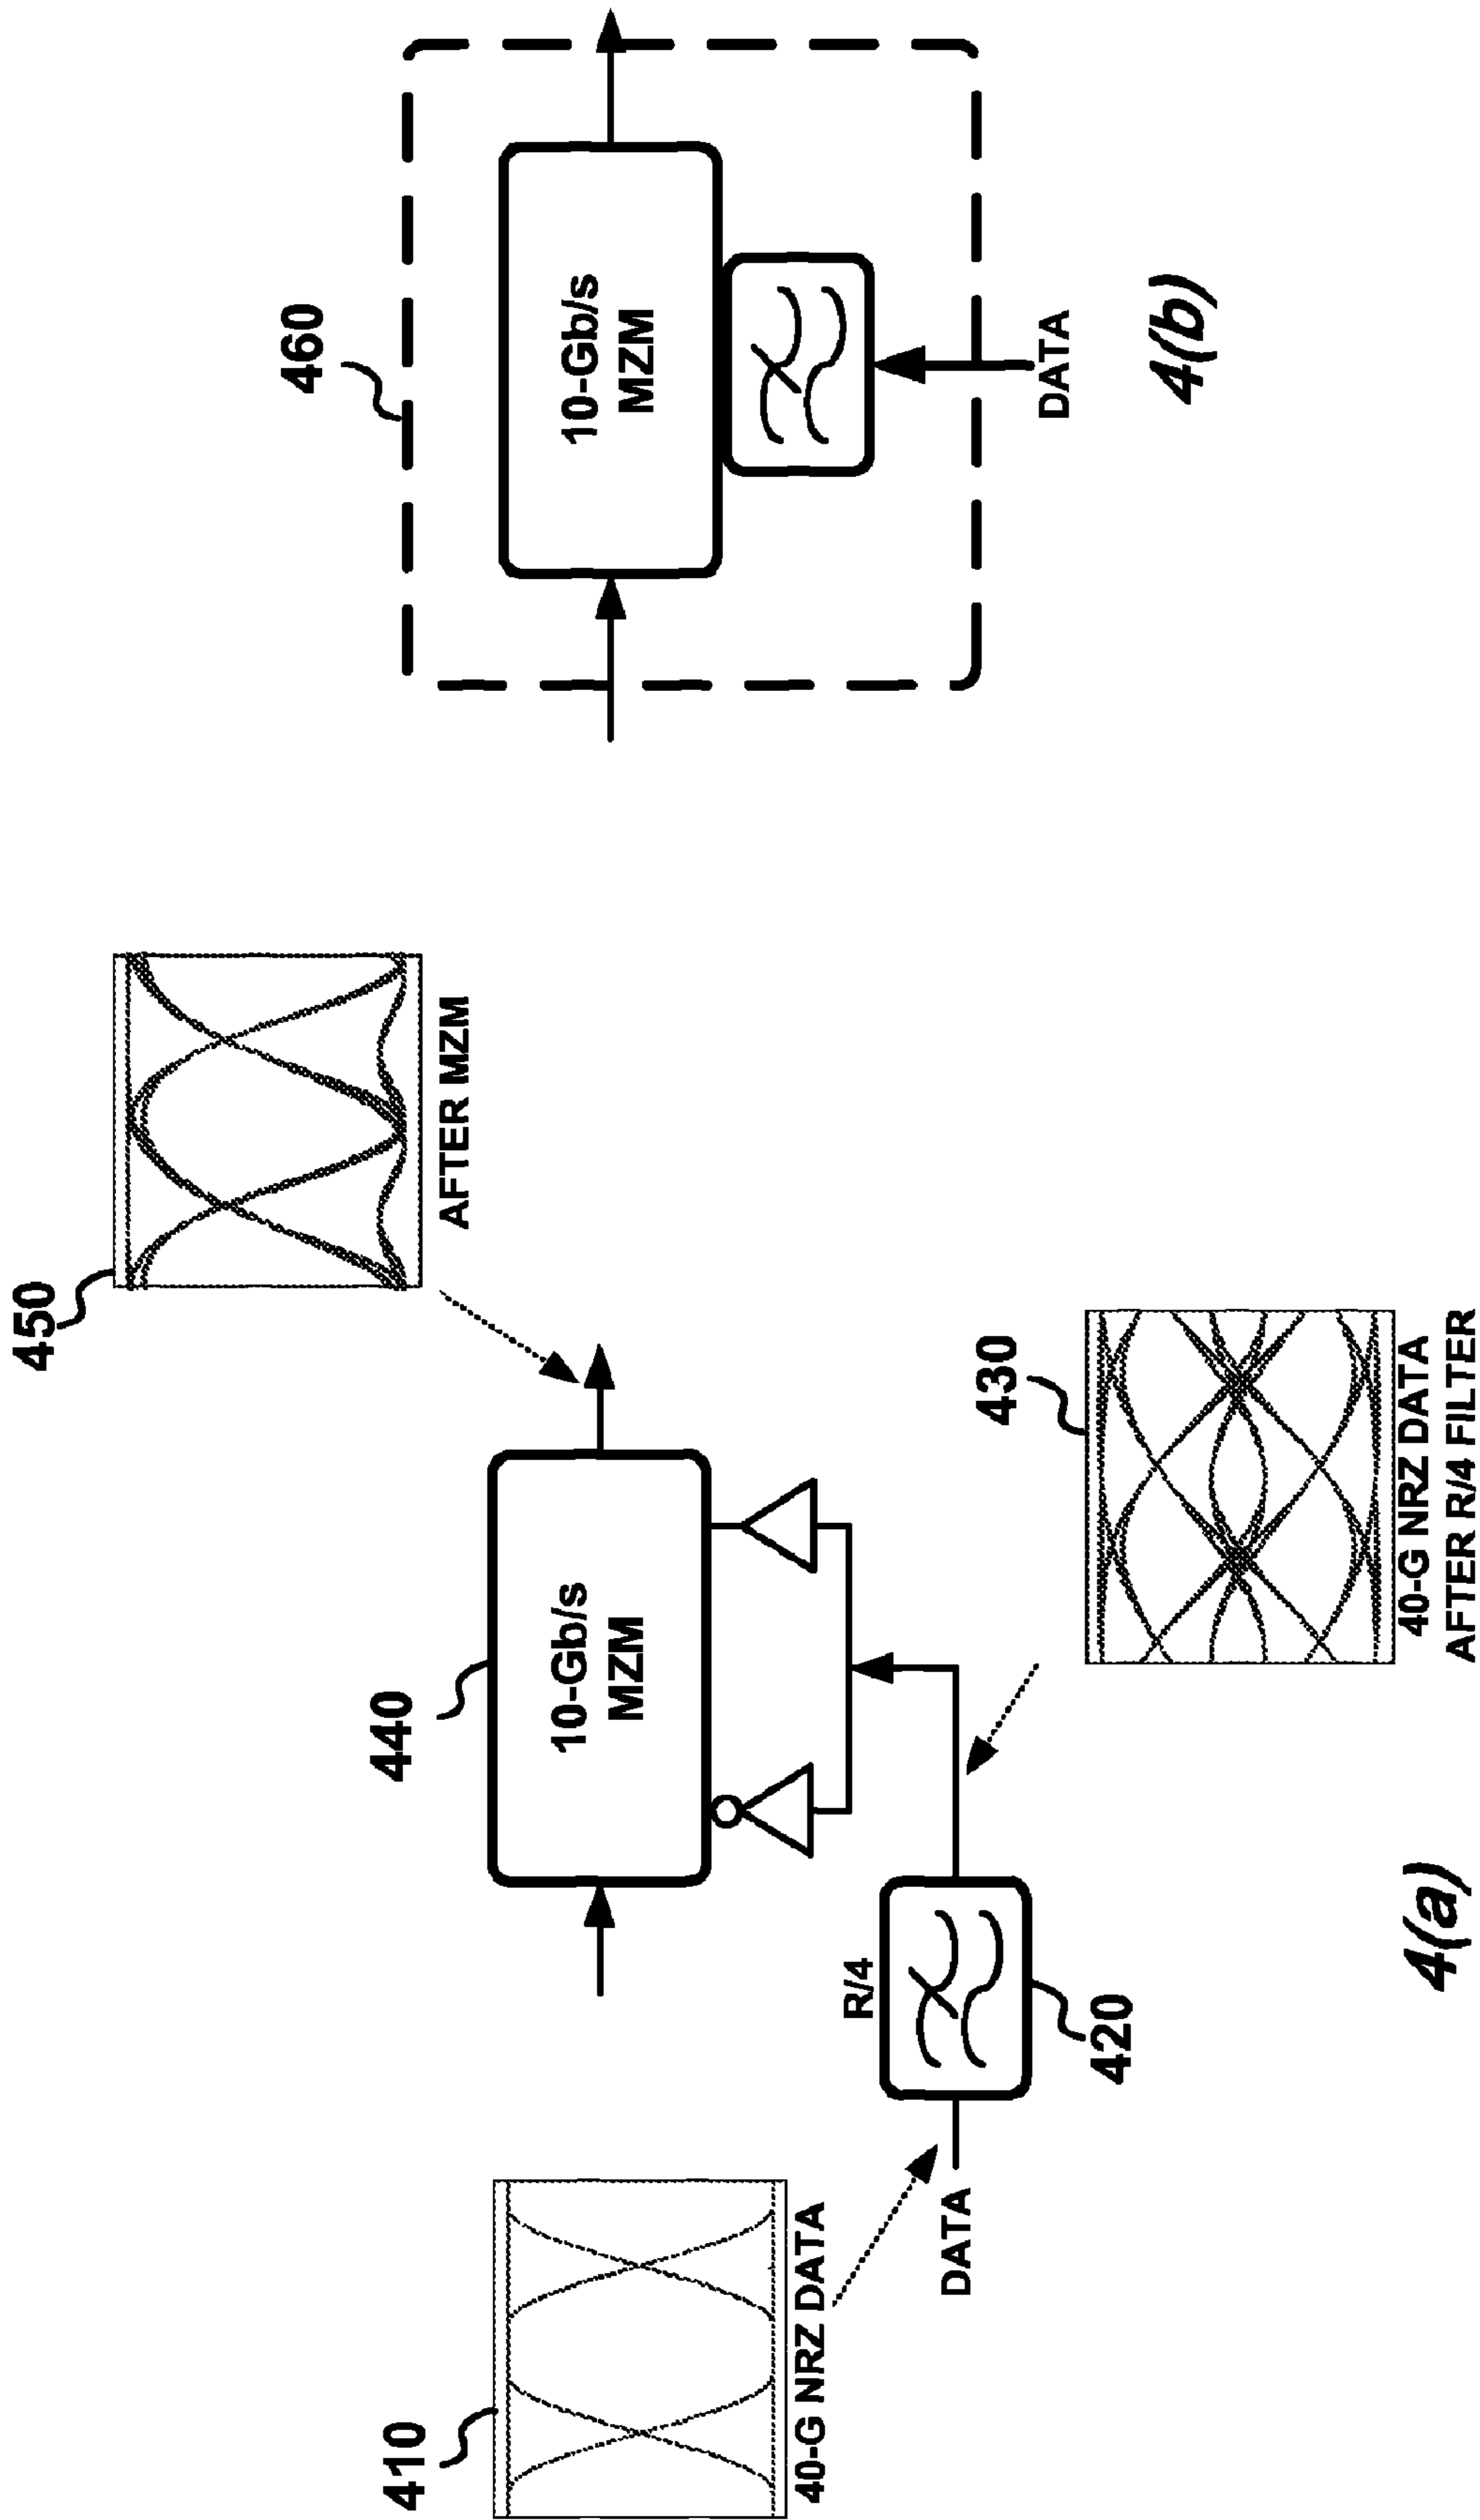 410
40-G NRZ DATA
DATA
R/4
420
440
10-Gb/s
MZM
430
40-G NRZ DATA
AFTER R/4 FILTER
450
AFTER MZM
4(a)
460
10-Gb/s
MZM
DATA
4(b)